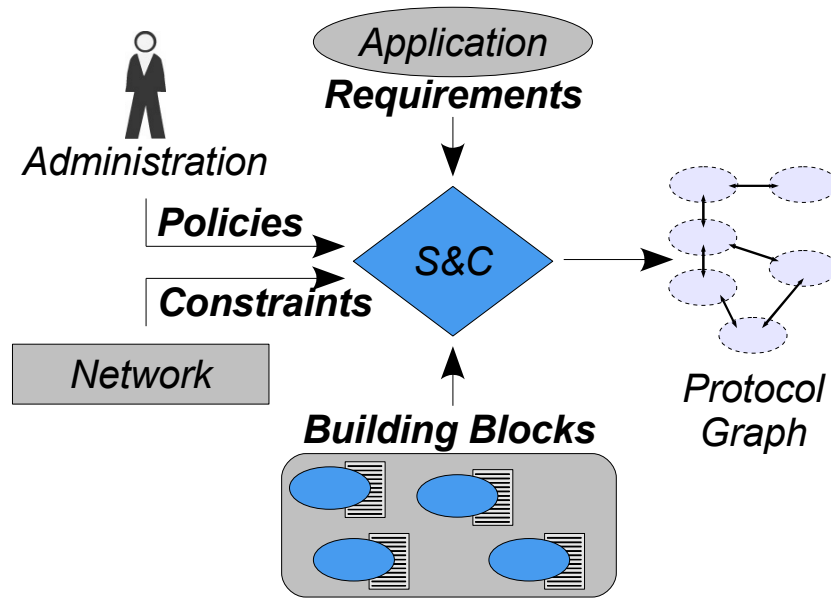 Application
Requirements
Administration
Policies
S&C
Constraints
Network
Protocol
Graph
Building Blocks